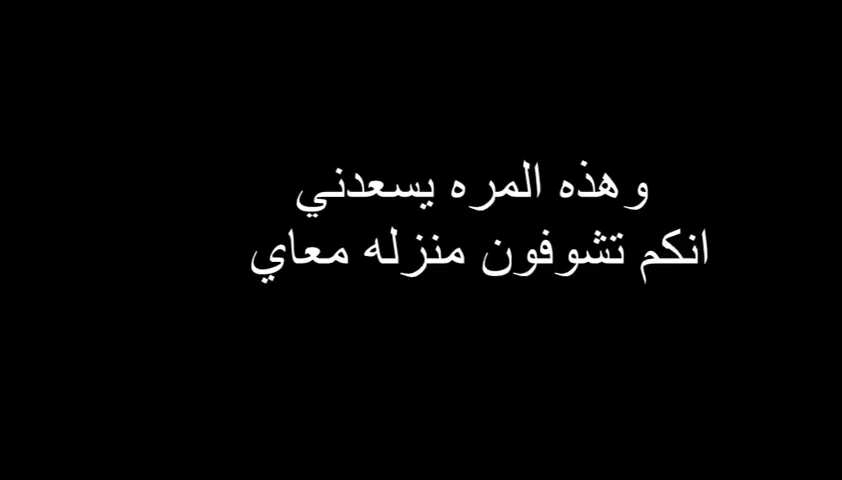 وهذه المره يسعدني
انكم تشوفون منزله معاي